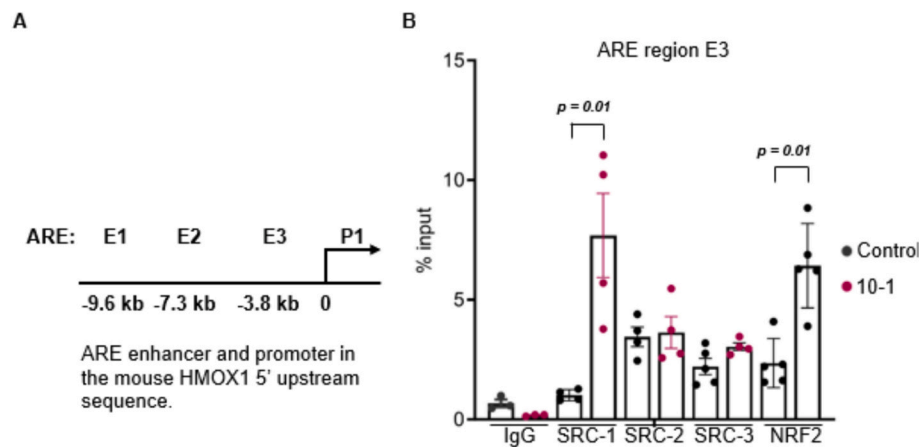 A
ARE: E1 E2 E3 P1
-9.6 kb -7.3 kb -3.8 kb 0
ARE enhancer and promoter in
the mouse HMOX1 5' upstream
sequence.
B
ARE region E3
15
10
5
0
% input
p = 0.01
p = 0.01
Control
10-1
IgG SRC-1 SRC-2 SRC-3 NRF2